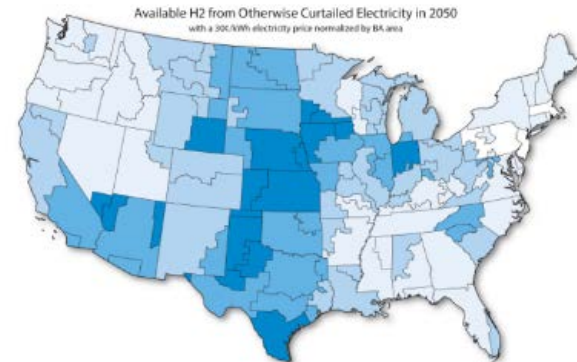 Available H2 from Otherwise Curtailed Electricity in 2050
with a 30¢/kWh electricity price normalized by BA area